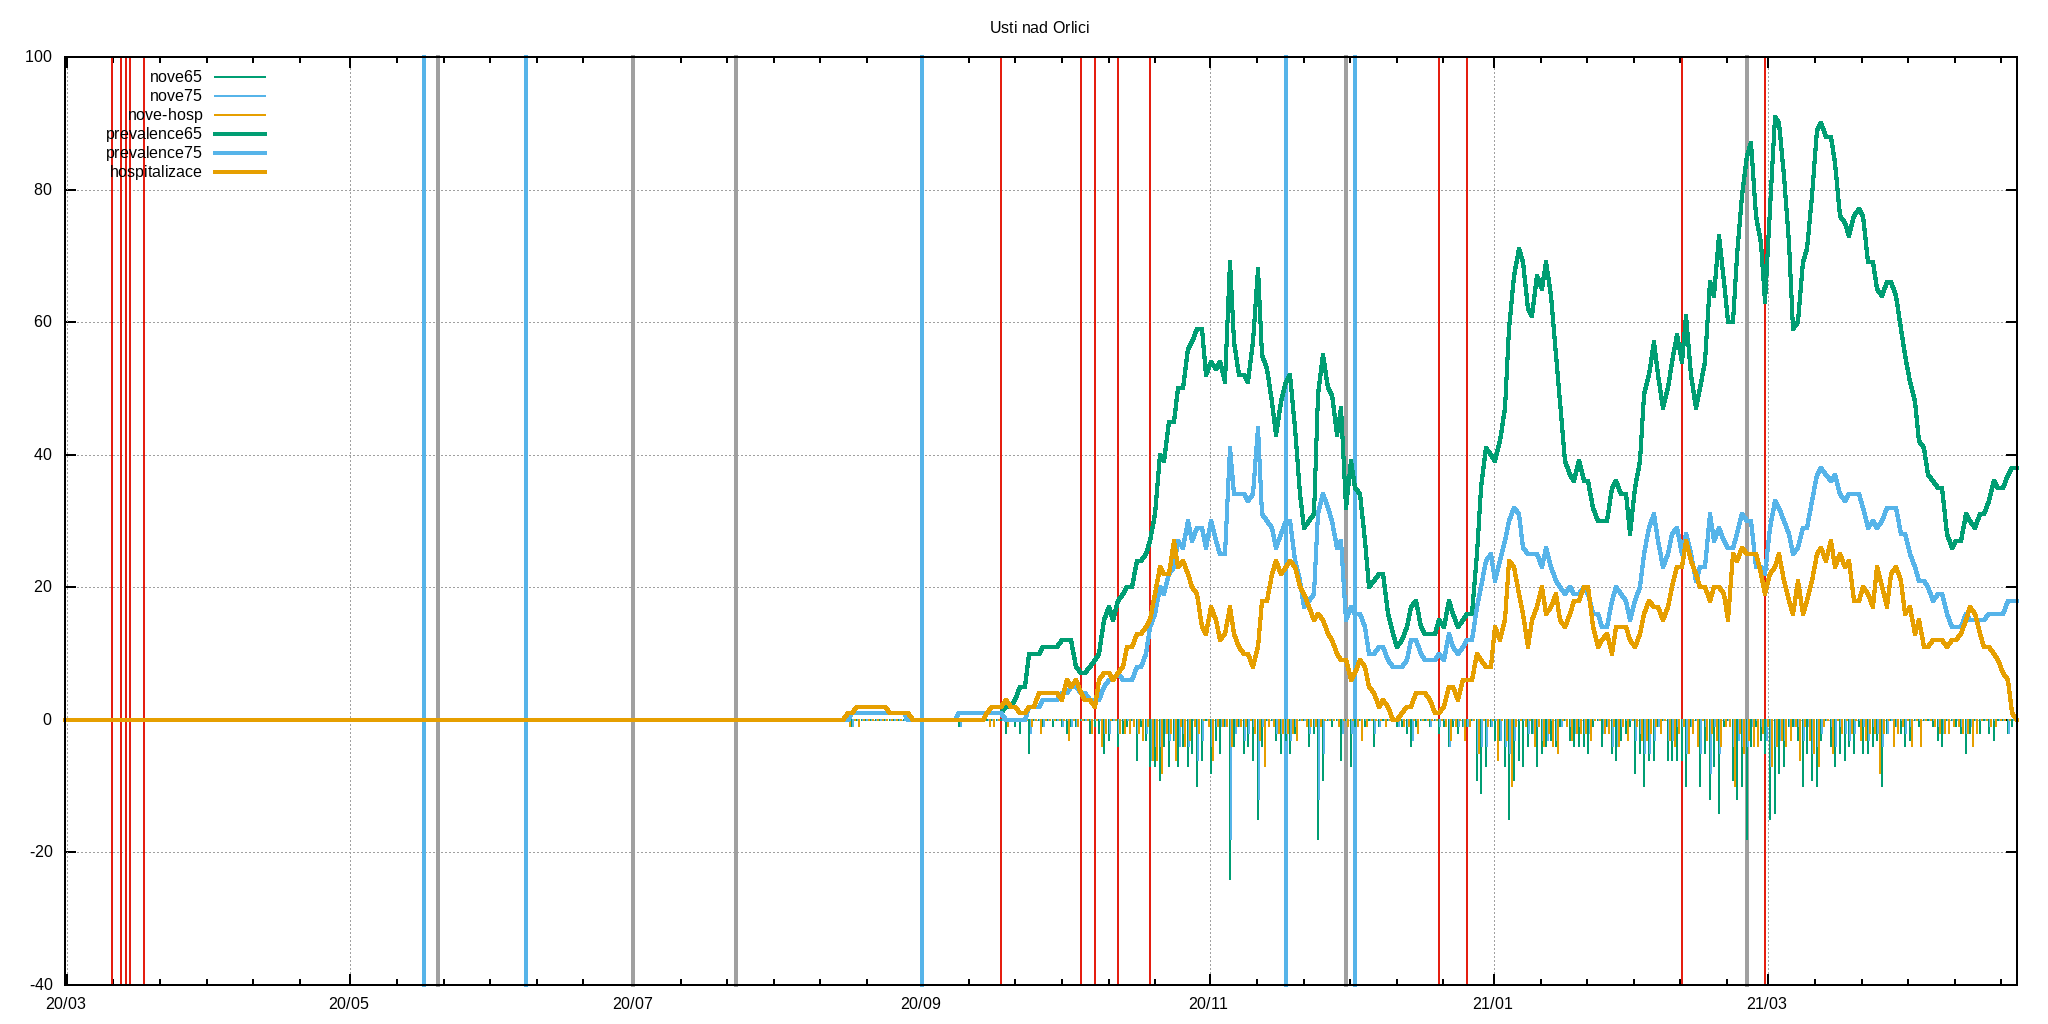 Usti nad Orlici
100
80
60
40
20
0
-20
-40
nove65
nove75
nove-hosp
prevalence65
prevalence75
hospitalizace
20/03 20/05 20/07 20/09 20/11 21/01 21/03